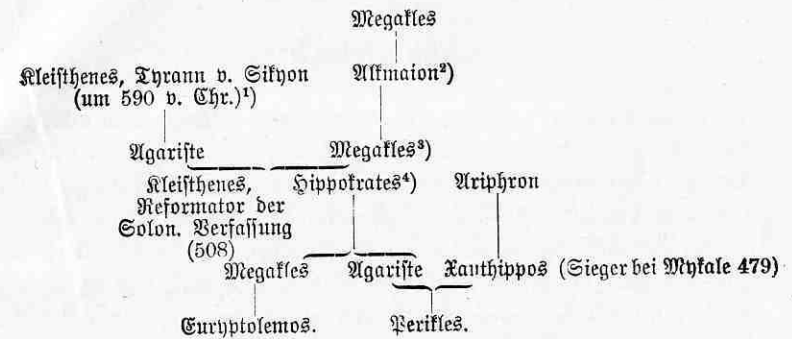 Megakles
Kleisthenes, Tyrann v. Sikyon
Alkmaion²)
(um 590 v. Chr.)¹)
Agariste
Megakles³)
Kleisthenes,
Hippokrates⁴)
Ariphron
Reformator der
Solon. Verfassung
(508)
Megakles
Agariste
Xanthippos (Sieger bei Mykale 479)
Euryptolemos.
Perikles.